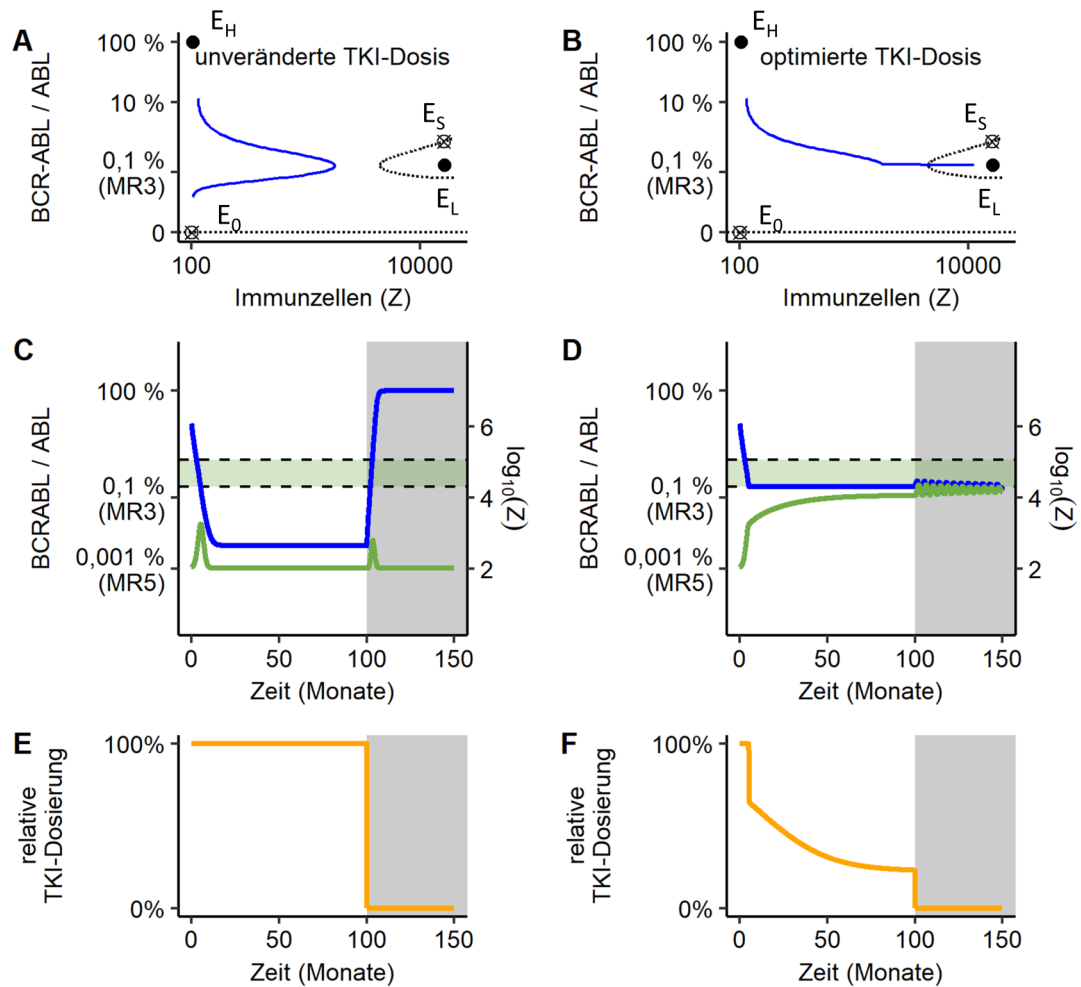 A
BCR-ABL / ABL
100 %
10 %
0,1 %
(MR3)
0
E_H
unveränderte TKI-Dosis
E_S
E_L
E_0
100
10000
Immunzellen (Z)
B
BCR-ABL / ABL
100 %
10 %
0,1 %
(MR3)
0
E_H
optimierte TKI-Dosis
E_S
E_L
E_0
100
10000
Immunzellen (Z)
C
BCRABL / ABL
100 %
0,1 %
(MR3)
0,001 %
(MR5)
6
4
2
log10(Z)
0
50
100
150
Zeit (Monate)
D
BCRABL / ABL
100 %
0,1 %
(MR3)
0,001 %
(MR5)
6
4
2
log10(Z)
0
50
100
150
Zeit (Monate)
E
relative
TKI-Dosierung
100%
0%
0
50
100
150
Zeit (Monate)
F
relative
TKI-Dosierung
100%
0%
0
50
100
150
Zeit (Monate)